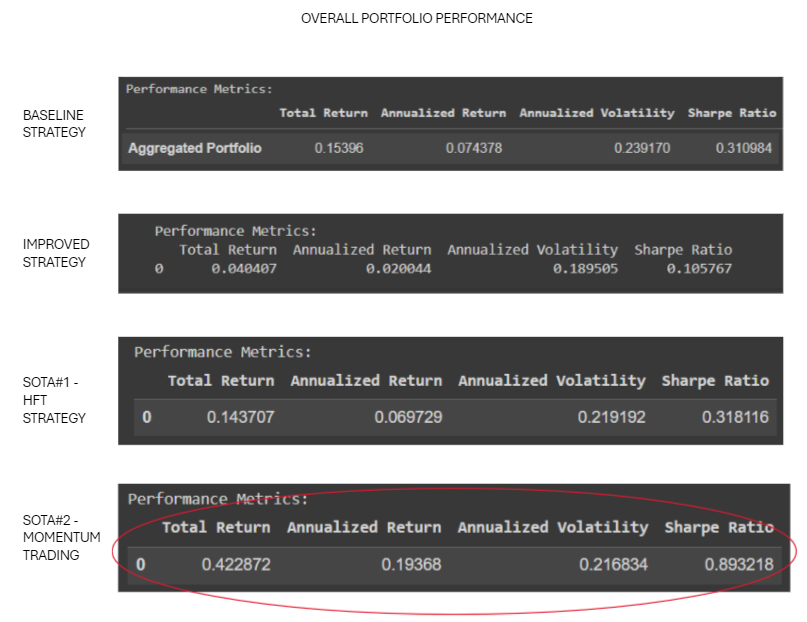 OVERALL PORTFOLIO PERFORMANCE
BASELINE
STRATEGY
Performance Metrics:
Total Return Annualized Return Annualized Volatility Sharpe Ratio
Aggregated Portfolio 0.15396 0.074378 0.239170 0.310984
IMPROVED
STRATEGY
Performance Metrics:
Total Return Annualized Return Annualized Volatility Sharpe Ratio
0 0.040407 0.020044 0.189505 0.105767
SOTA#1 -
HFT
STRATEGY
Performance Metrics:
Total Return Annualized Return Annualized Volatility Sharpe Ratio
0 0.143707 0.069729 0.219192 0.318116
SOTA#2 -
MOMENTUM
TRADING
Performance Metrics:
Total Return Annualized Return Annualized Volatility Sharpe Ratio
0 0.422872 0.19368 0.216834 0.893218